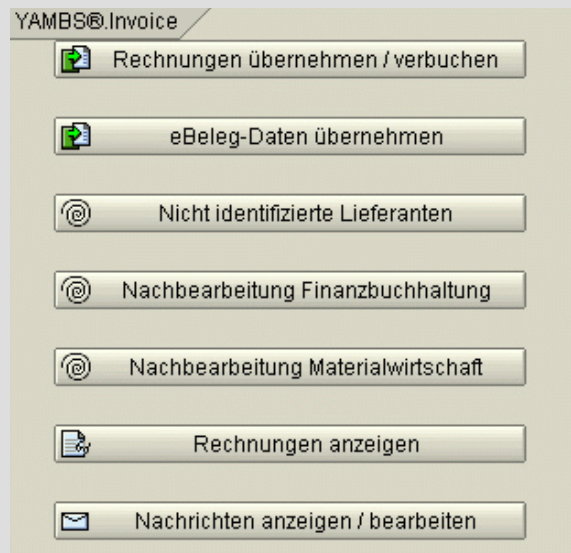 YAMBS®.Invoice
Rechnungen übernehmen / verbuchen
eBeleg-Daten übernehmen
Nicht identifizierte Lieferanten
Nachbearbeitung Finanzbuchhaltung
Nachbearbeitung Materialwirtschaft
Rechnungen anzeigen
Nachrichten anzeigen / bearbeiten